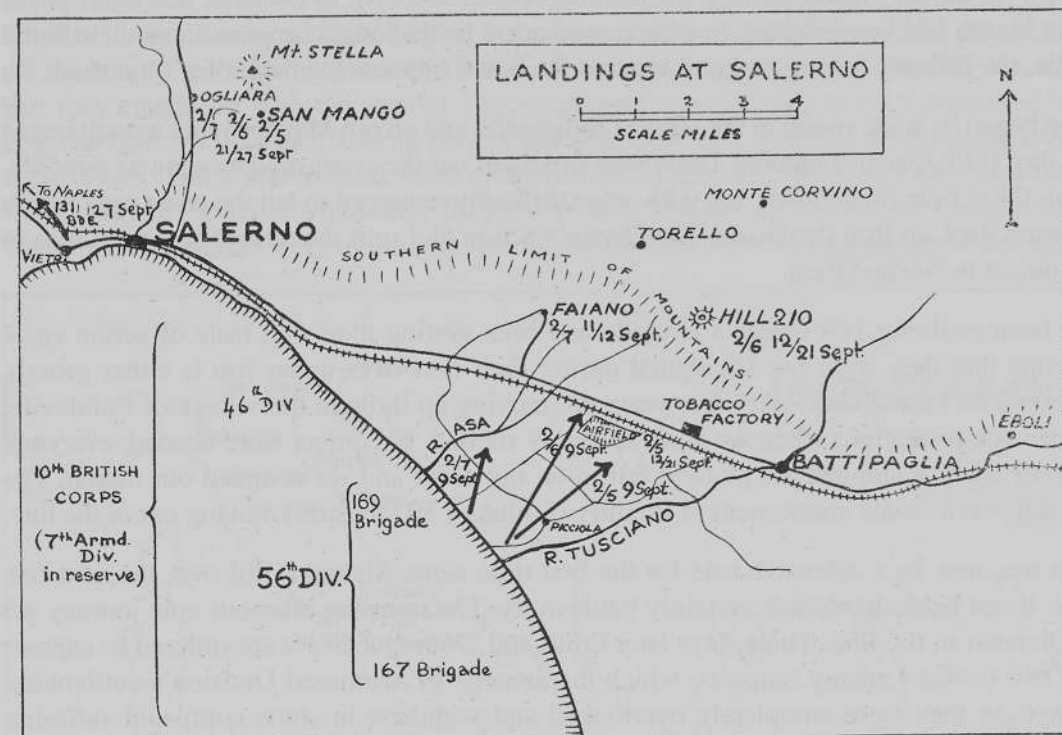 LANDINGS AT SALERNO
0 1 2 3 4
SCALE MILES
N
Mt. STELLA
OGLIARA
SAN MANGO
2/5 2/6 2/5
21/27 Sept
TO NAPLES
131 BDE
27 Sept
VIETO
SALERNO
SOUTHERN LIMIT OF MOUNTAINS
MONTE CORVINO
TORELLO
FAIANO
2/7 11/12 Sept.
HILL 210
2/6 12/21 Sept.
TOBACCO
FACTORY
EBOLI
BATTIPAGLIA
AIRFIELD
2/5
12/21 Sept.
R. ASA
2/7
9 Sept.
2/6 9 Sept.
2/5 9 Sept.
PICCIOLA
R. TUSCIANO
46th DIV.
10th BRITISH
CORPS
(7th Armd.
Div.
in reserve)
169
Brigade
56th DIV.
167 Brigade